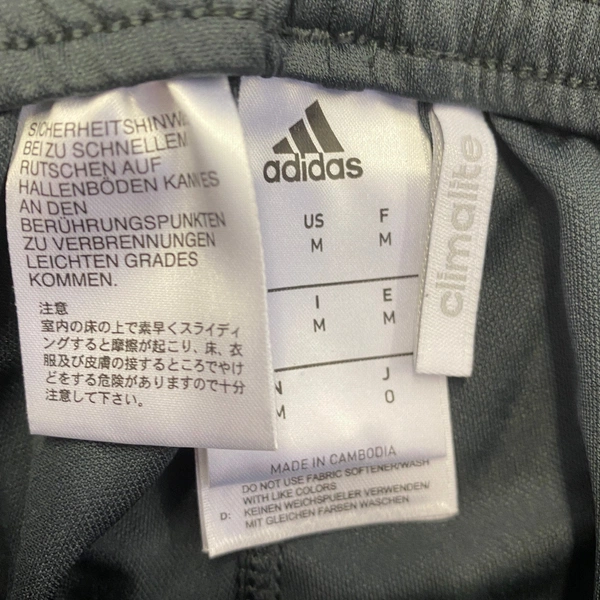 SICHERHEITSHINWE
BEI ZU SCHNELLEM
RUTSCHEN AUF
HALLENBÖDEN KANN ES
AN DEN
BERÜHRUNGSPUNKTEN
ZU VERBRENNUNGEN
LEICHTEN GRADES
KOMMEN.
注意
室内の床の上で素早くスライディ
ングすると摩擦が起こり、床、衣
服及び皮膚の接するところでやけ
どをする危険がありますので十分
注意して下さい。
adidas
US F
M M
I E
M M
N J
M O
MADE IN CAMBODIA
DO NOT USE FABRIC SOFTENER/WASH
WITH LIKE COLORS
D: KEINEN WEICHSPUELER VERWENDEN/
MIT GLEICHEN FARBEN WASCHEN
climalite